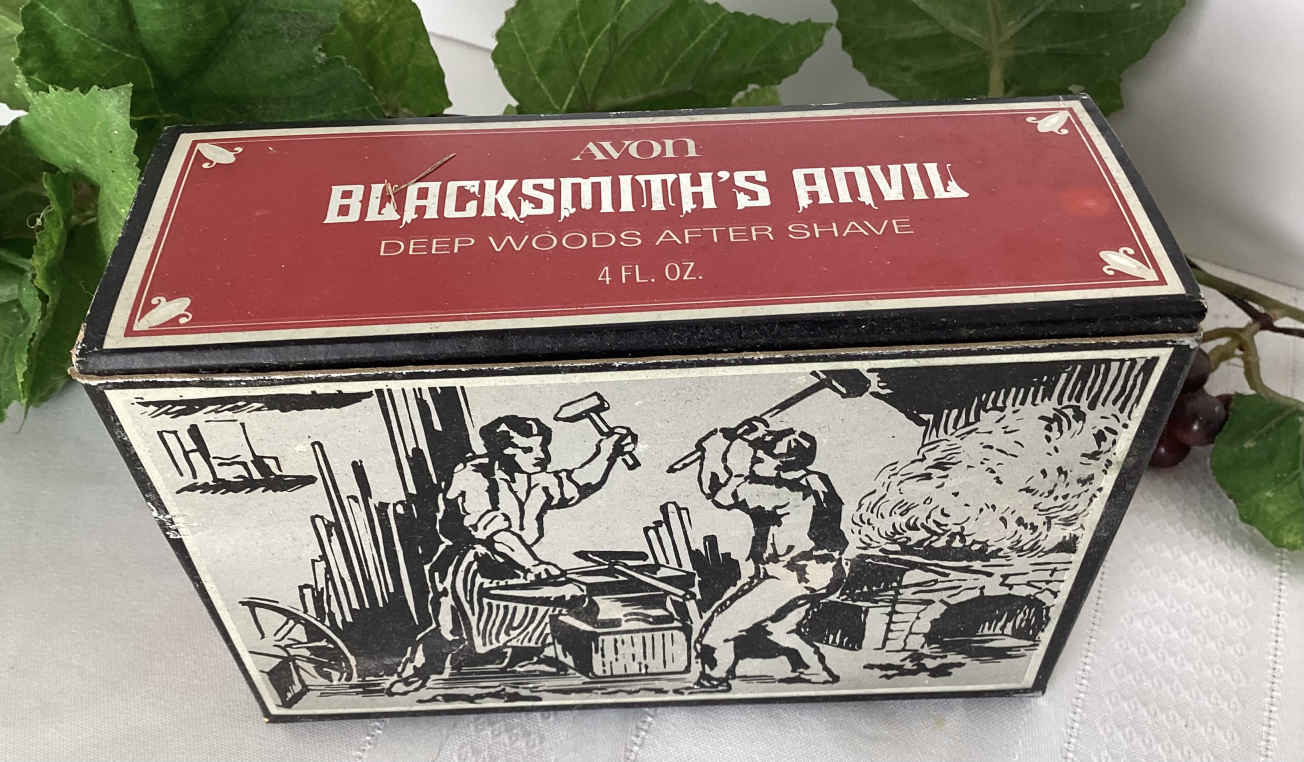 AVON
BLACKSMITH'S ANVIL
DEEP WOODS AFTER SHAVE
4 FL. OZ.